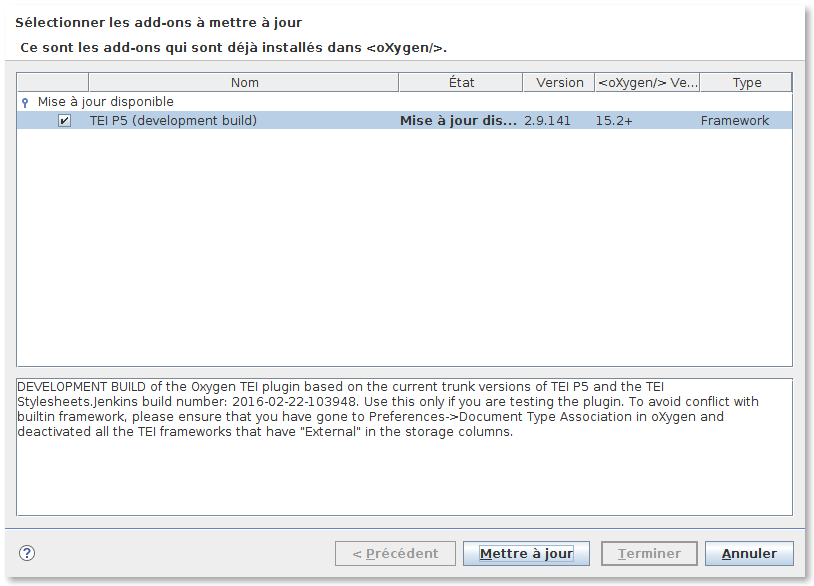 Sélectionner les add-ons à mettre à jour
Ce sont les add-ons qui sont déjà installés dans <oXygen/>.
Nom État Version <oXygen/> Ve... Type
Mise à jour disponible
TEI P5 (development build) Mise à jour dis... 2.9.141 15.2+ Framework
DEVELOPMENT BUILD of the Oxygen TEI plugin based on the current trunk versions of TEI P5 and the TEI
Stylesheets.Jenkins build number: 2016-02-22-103948. Use this only if you are testing the plugin. To avoid conflict with
builtin framework, please ensure that you have gone to Preferences->Document Type Association in oXygen and
deactivated all the TEI frameworks that have "External" in the storage columns.
? < Précédent Mettre à jour Terminer Annuler